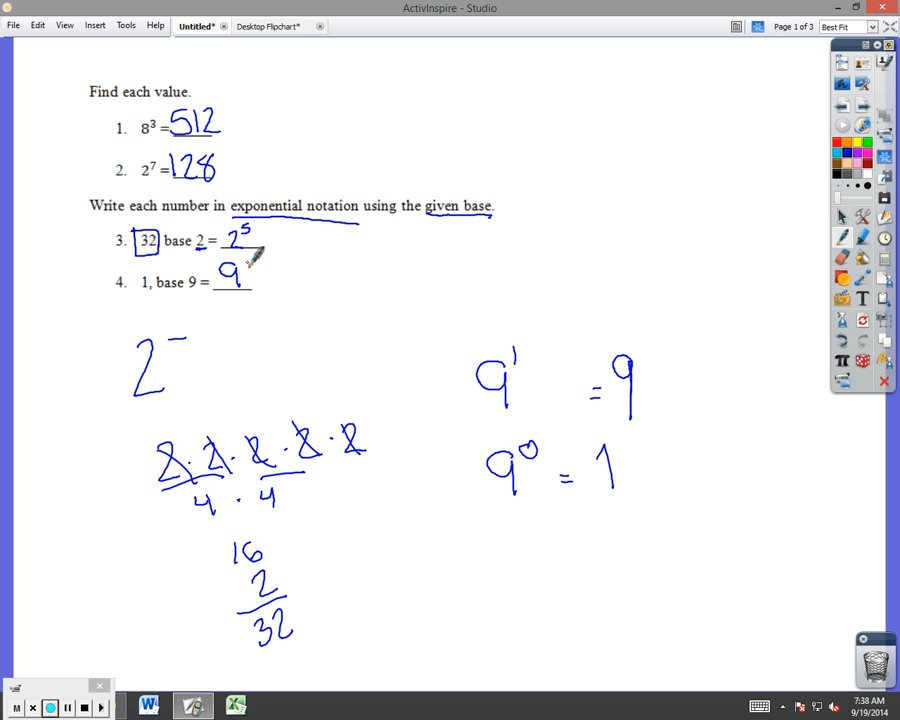 ActivInspire - Studio
File Edit View Insert Tools Help Untitled* Desktop Flipchart* Page 1 of 3 Best Fit
Find each value.
1. 8³ = 512
2. 2⁷ = 128
Write each number in exponential notation using the given base.
3. 32 base 2 = 2⁵
4. 1, base 9 = 9
2⁻
9¹ = 9
2 · 2 · 2 · 2 · 2
9⁰ = 1
4 · 4
16
2
32
7:38 AM
9/19/2014